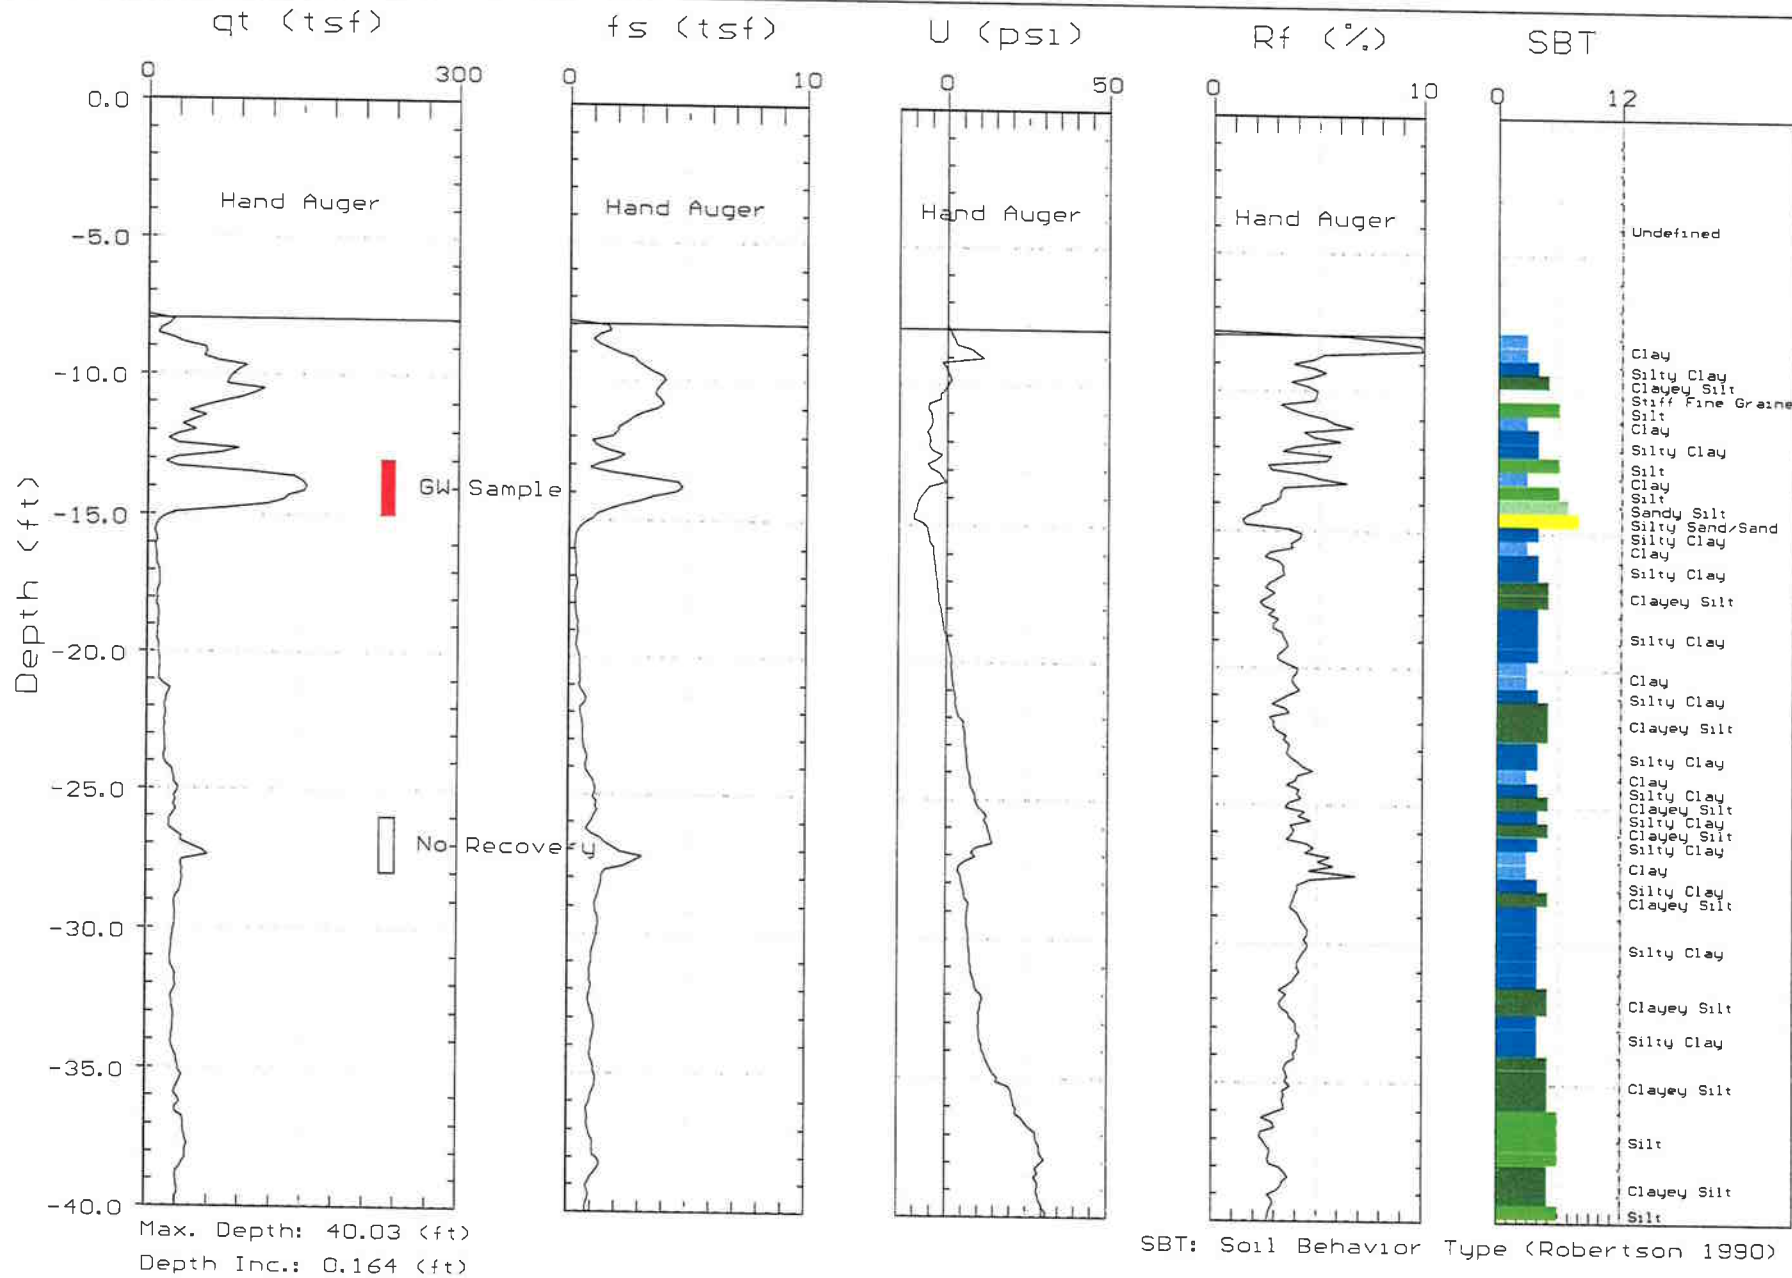 qt (tsf)
fs (tsf)
U (psi)
Rf (%)
SBT
0 300
0 10
0 50
0 10
0 12
0.0
Hand Auger
Hand Auger
Hand Auger
Hand Auger
-5.0
Undefined
Clay
-10.0
Silty Clay
Clayey Silt
Stiff Fine Graine
Silt
Clay
Silty Clay
Silt
GW Sample
Clay
Silt
-15.0
Sandy Silt
Silty Sand/Sand
Silty Clay
Clay
Silty Clay
Clayey Silt
Depth (ft)
-20.0
Silty Clay
Clay
Silty Clay
Clayey Silt
Silty Clay
-25.0
Clay
Silty Clay
Clayey Silt
Silty Clay
Clayey Silt
No Recovery
Silty Clay
Clay
Silty Clay
Clayey Silt
-30.0
Silty Clay
Clayey Silt
Silty Clay
-35.0
Clayey Silt
Silt
Clayey Silt
-40.0
Silt
Max. Depth: 40.03 (ft)
Depth Inc.: 0.164 (ft)
SBT: Soil Behavior Type (Robertson 1990)